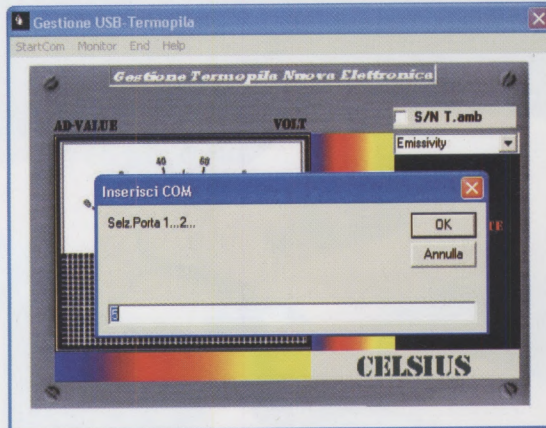 Gestione USB-Termopila
StartCom Monitor End Help
Gestione Termopila Nuova Elettronica
S/N T.amb
AD-VALUE VOLT
Emissivity
40 60
Inserisci COM
Selz.Porta 1...2...
OK
Annulla
5
CELSIUS